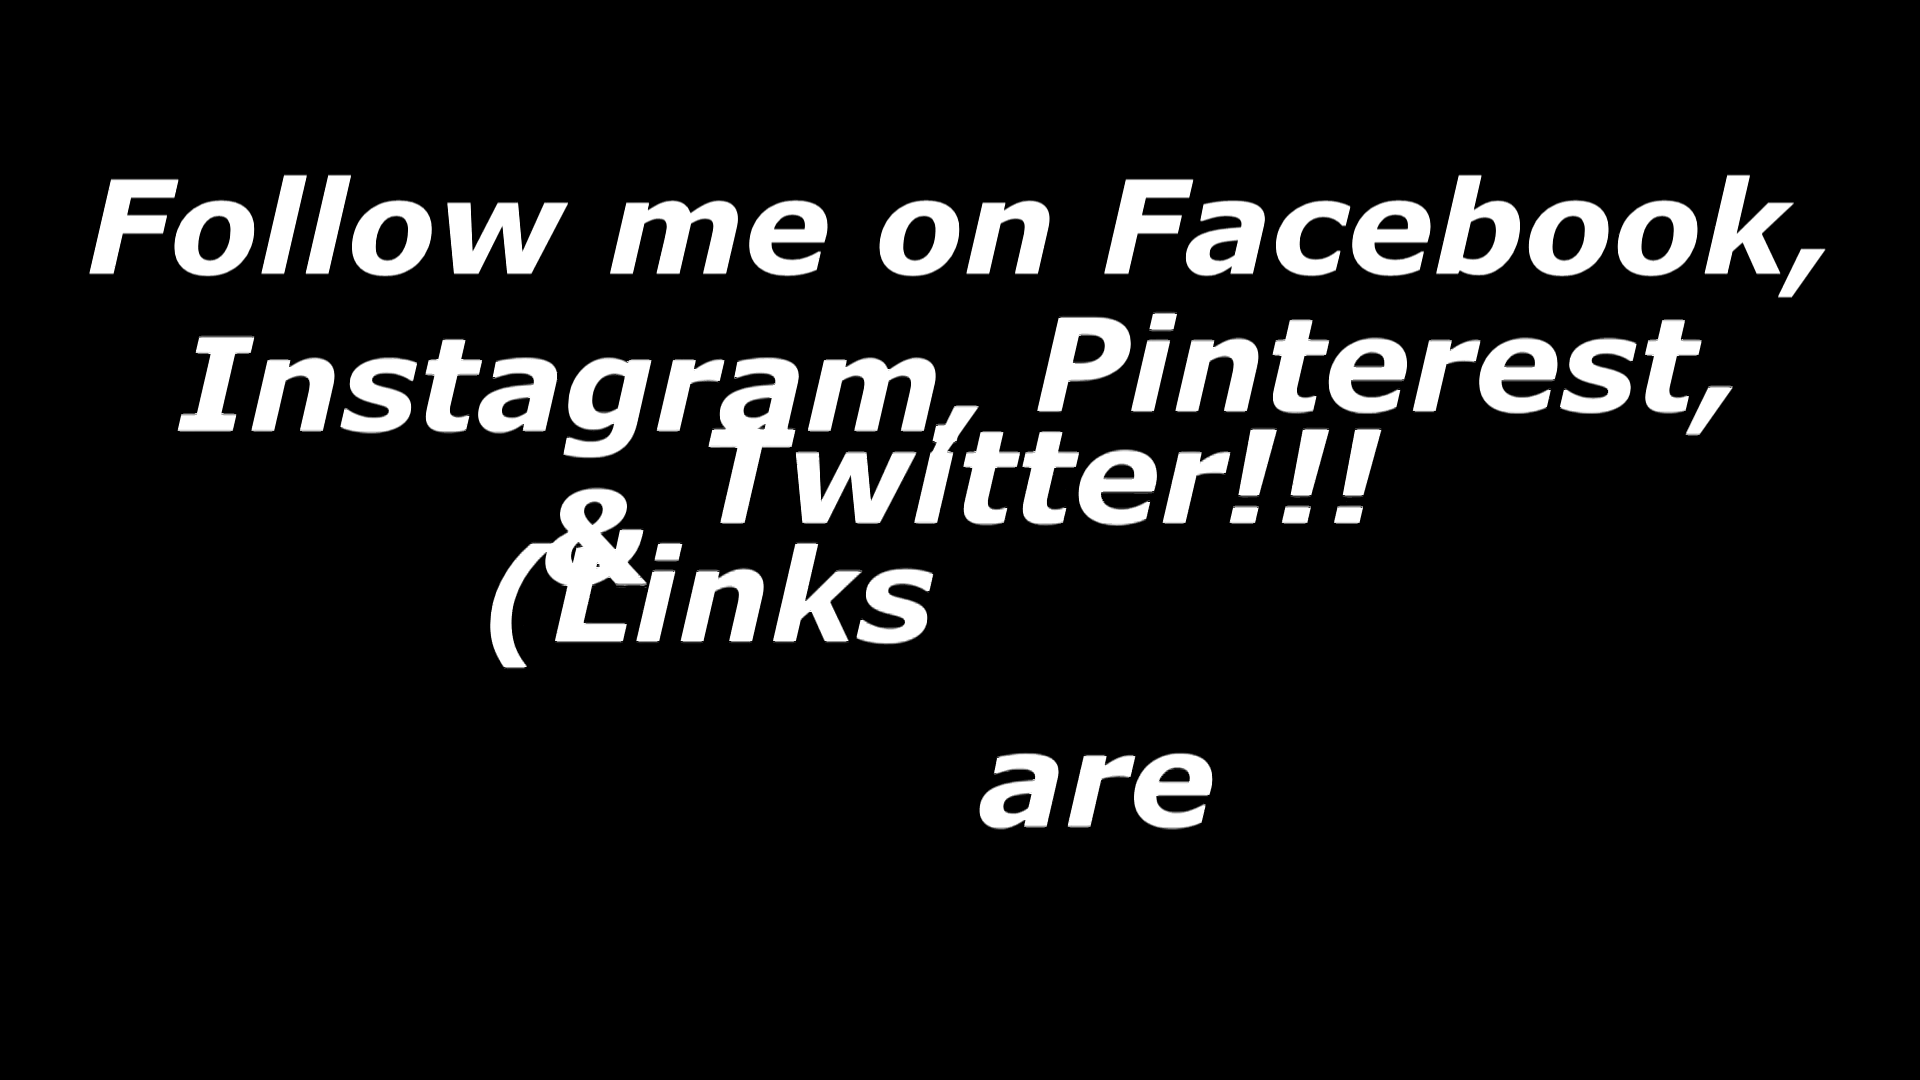 Follow me on Facebook,
Instagram, Pinterest,
& Twitter!!!
(Links
are